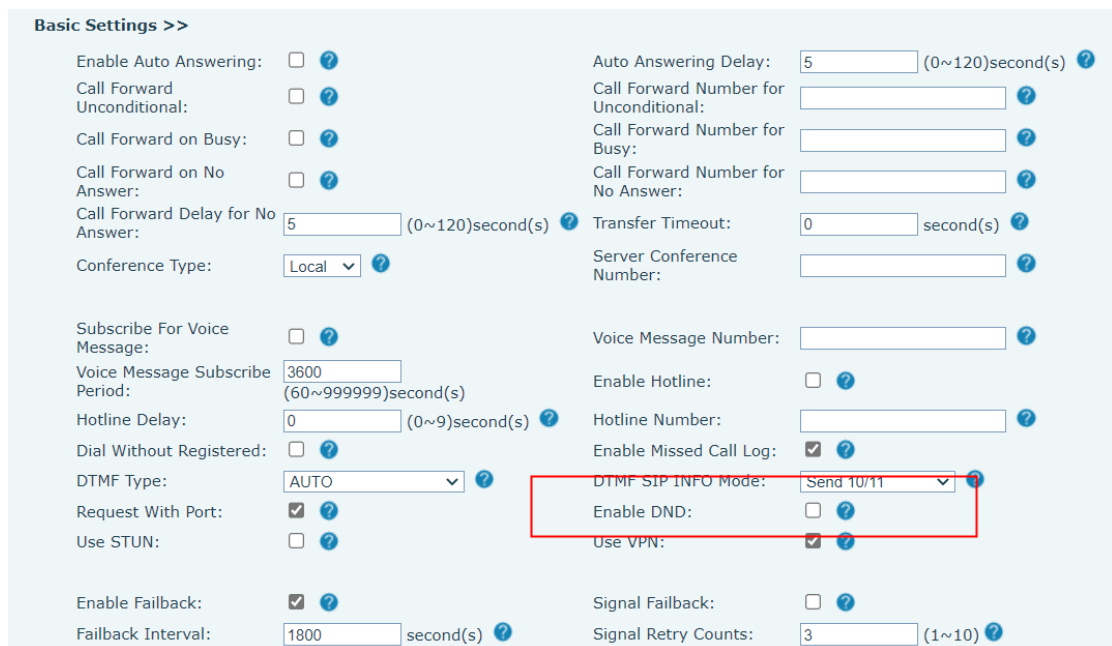 Basic Settings >>
Enable Auto Answering: ? Auto Answering Delay: 5 (0~120)second(s) ?
Call Forward
Unconditional: ? Call Forward Number for
Unconditional: ?
Call Forward on Busy: ? Call Forward Number for
Busy: ?
Call Forward on No
Answer: ? Call Forward Number for
No Answer: ?
Call Forward Delay for No
Answer: 5 (0~120)second(s) ? Transfer Timeout: 0 second(s) ?
Conference Type: Local ? Server Conference
Number: ?
Subscribe For Voice
Message: ? Voice Message Number: ?
Voice Message Subscribe
Period: 3600
(60~999999)second(s) Enable Hotline: ?
Hotline Delay: 0 (0~9)second(s) ? Hotline Number: ?
Dial Without Registered: ? Enable Missed Call Log: ?
DTMF Type: AUTO ? DTMF SIP INFO Mode: Send 10/11 ?
Request With Port: ? Enable DND: ?
Use STUN: ? Use VPN: ?
Enable Failback: ? Signal Failback: ?
Failback Interval: 1800 second(s) ? Signal Retry Counts: 3 (1~10) ?